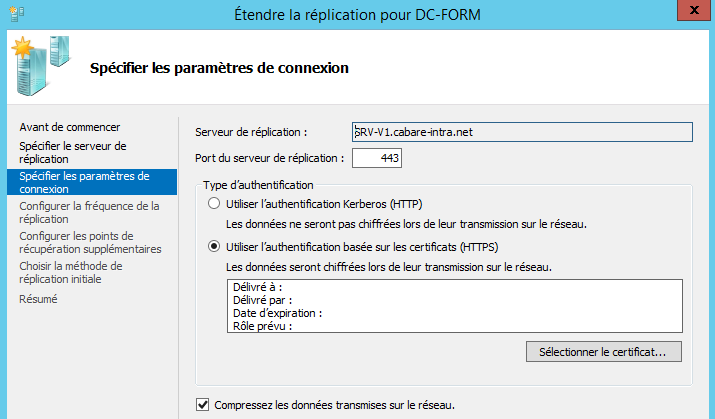 Étendre la réplication pour DC-FORM
x
Spécifier les paramètres de connexion
Avant de commencer
Spécifier le serveur de
réplication
Spécifier les paramètres de
connexion
Configurer la fréquence de la
réplication
Configurer les points de
récupération supplémentaires
Choisir la méthode de
réplication initiale
Résumé
Serveur de réplication :
SRV-V1.cabare-intra.net
Port du serveur de réplication :
443
Type d'authentification
Utiliser l'authentification Kerberos (HTTP)
Les données ne seront pas chiffrées lors de leur transmission sur le réseau.
Utiliser l'authentification basée sur les certificats (HTTPS)
Les données seront chiffrées lors de leur transmission sur le réseau.
Délivré à :
Délivré par :
Date d'expiration :
Rôle prévu :
Sélectionner le certificat...
Compressez les données transmises sur le réseau.